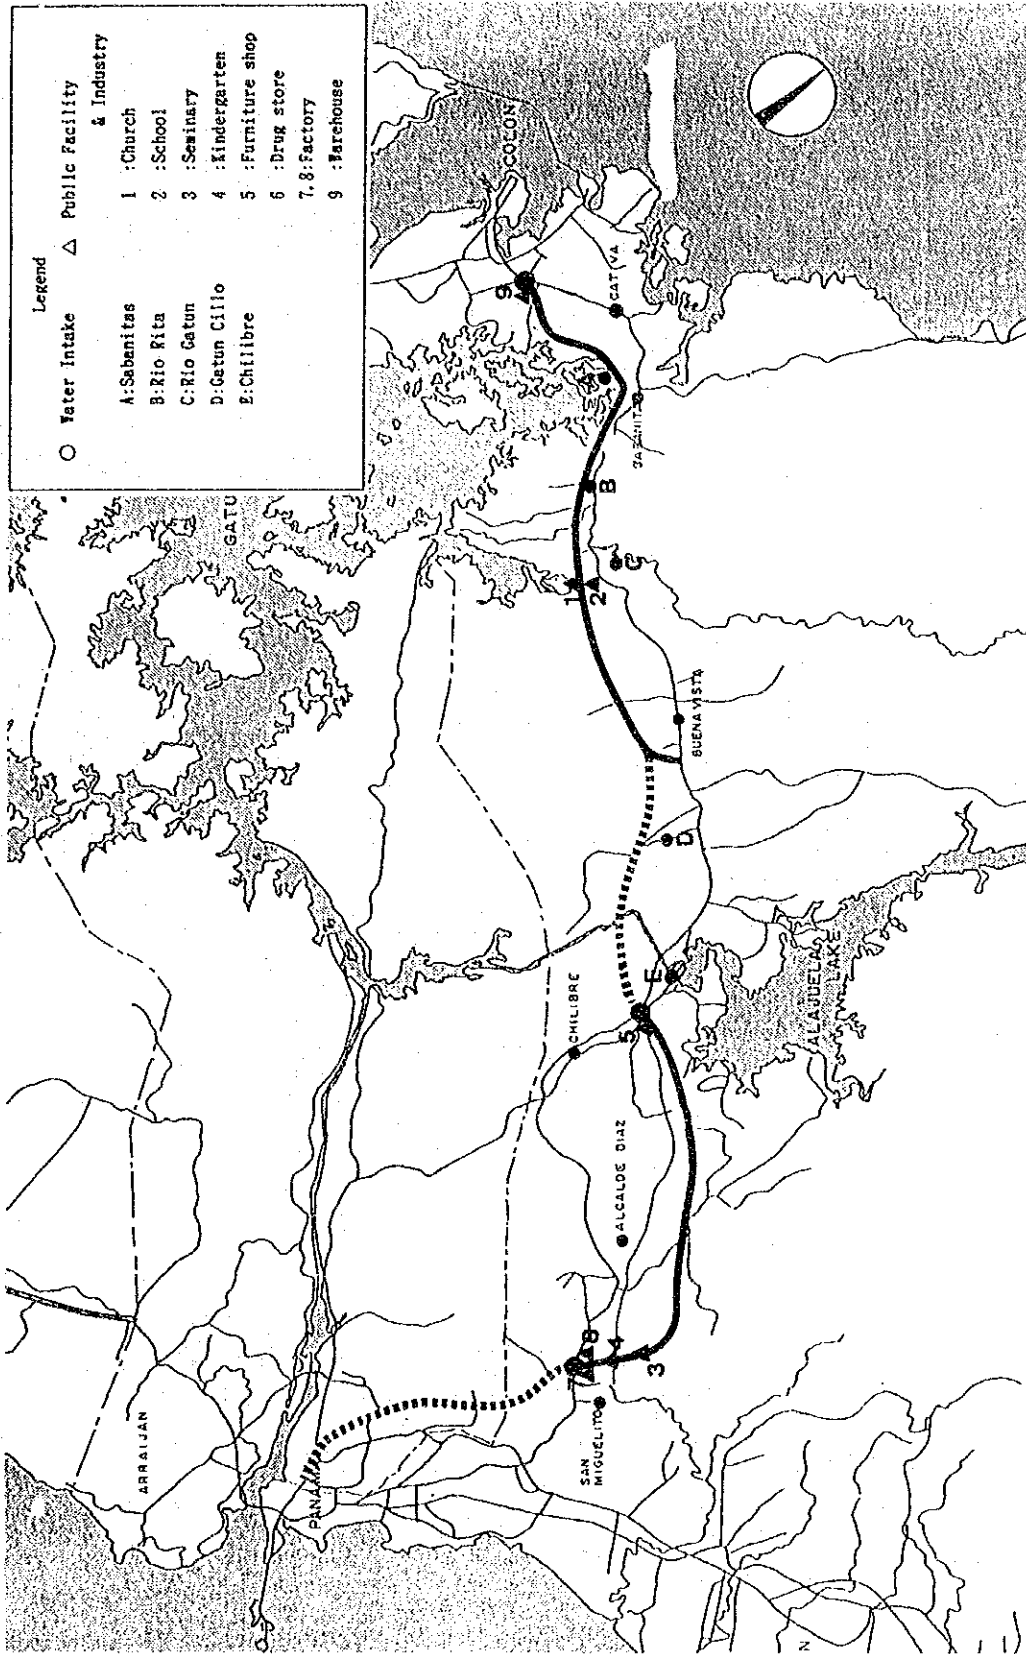 Legend
○ Water Intake △ Public Facility
& Industry
A:Sabanitas 1 :Church
B:Rio Rita 2 :School
C:Rio Gatun 3 :Seminary
D:Gatun Cillo 4 :Kindergarten
E:Chilibre 5 :Furniture shop
6 :Drug store
7.8:Factory
9 :Warehouse
ARRAIJAN
GATU
COLON
PANA
SAN
MIGUELITO
ALCALDE DIAZ
CHILIBRE
BUENA VISTA
CATIVA
ALAJUELA
LAKE
7
8
4
3
5
E
D
1
2
C
B
A
9
N